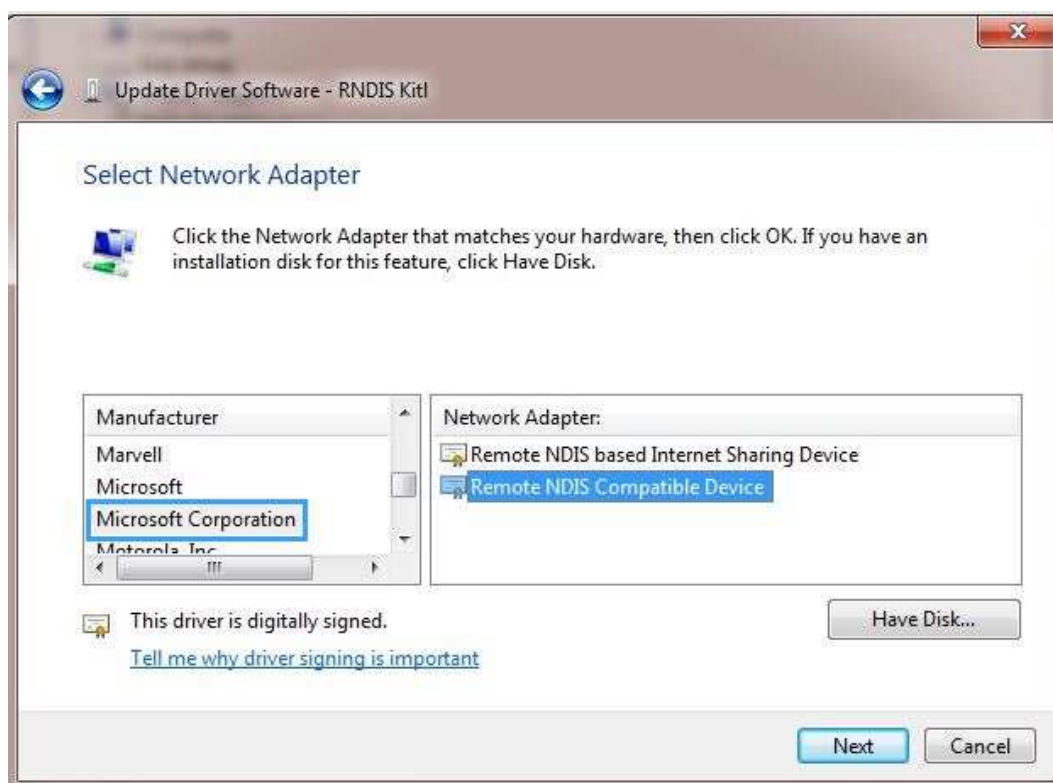 Update Driver Software - RNDIS Kitl
Select Network Adapter
Click the Network Adapter that matches your hardware, then click OK. If you have an
installation disk for this feature, click Have Disk.
Manufacturer
Marvell
Microsoft
Microsoft Corporation
Motorola, Inc.
Network Adapter:
Remote NDIS based Internet Sharing Device
Remote NDIS Compatible Device
This driver is digitally signed.
Have Disk...
Tell me why driver signing is important
Next
Cancel